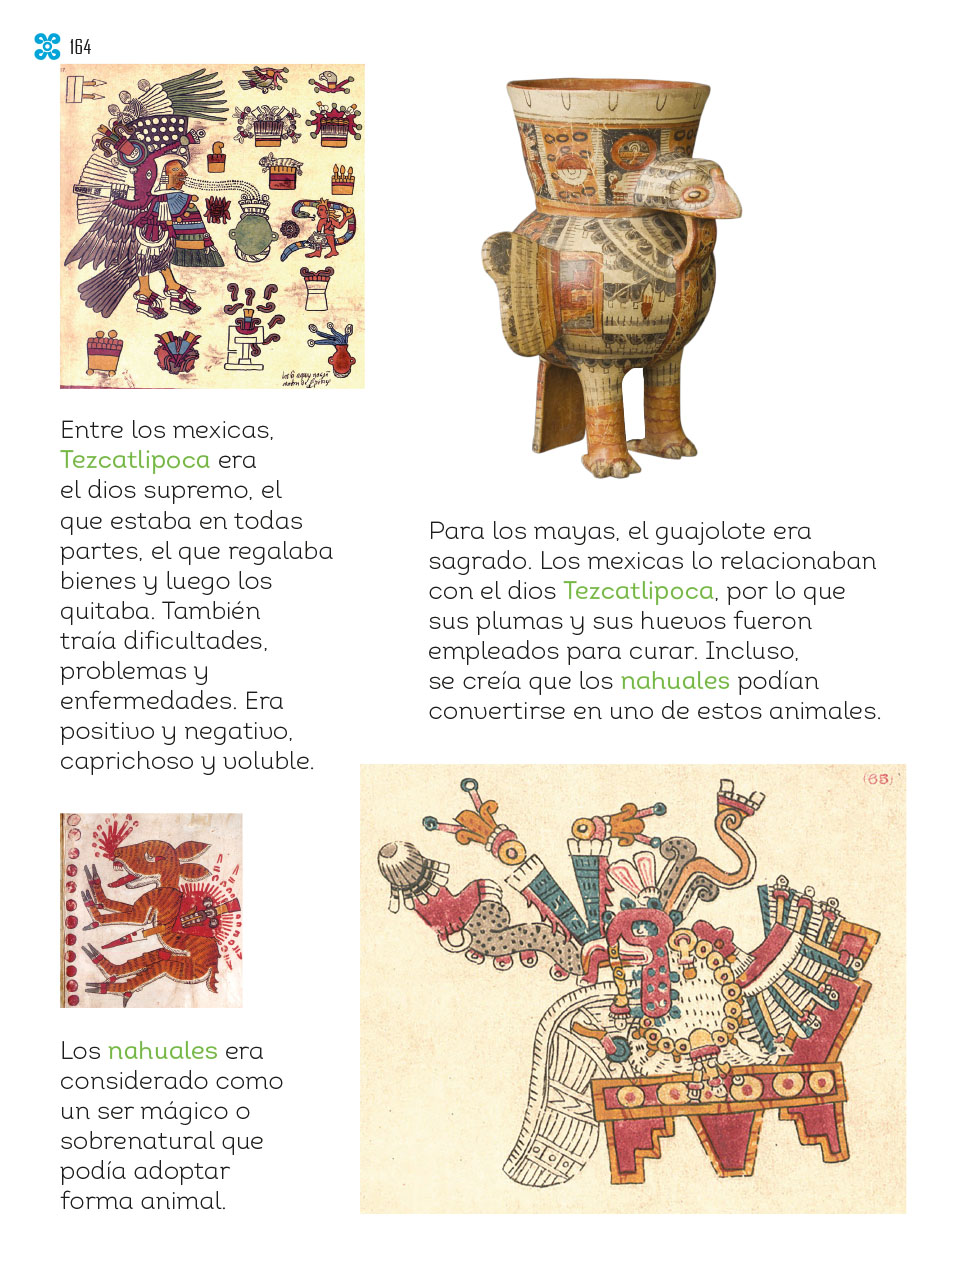 164
Entre los mexicas,
Tezcatlipoca era
el dios supremo, el
que estaba en todas
partes, el que regalaba
bienes y luego los
quitaba. También
traía dificultades,
problemas y
enfermedades. Era
positivo y negativo,
caprichoso y voluble.
Para los mayas, el guajolote era
sagrado. Los mexicas lo relacionaban
con el dios Tezcatlipoca, por lo que
sus plumas y sus huevos fueron
empleados para curar. Incluso,
se creía que los nahuales podían
convertirse en uno de estos animales.
(65)
Los nahuales era
considerado como
un ser mágico o
sobrenatural que
podía adoptar
forma animal.